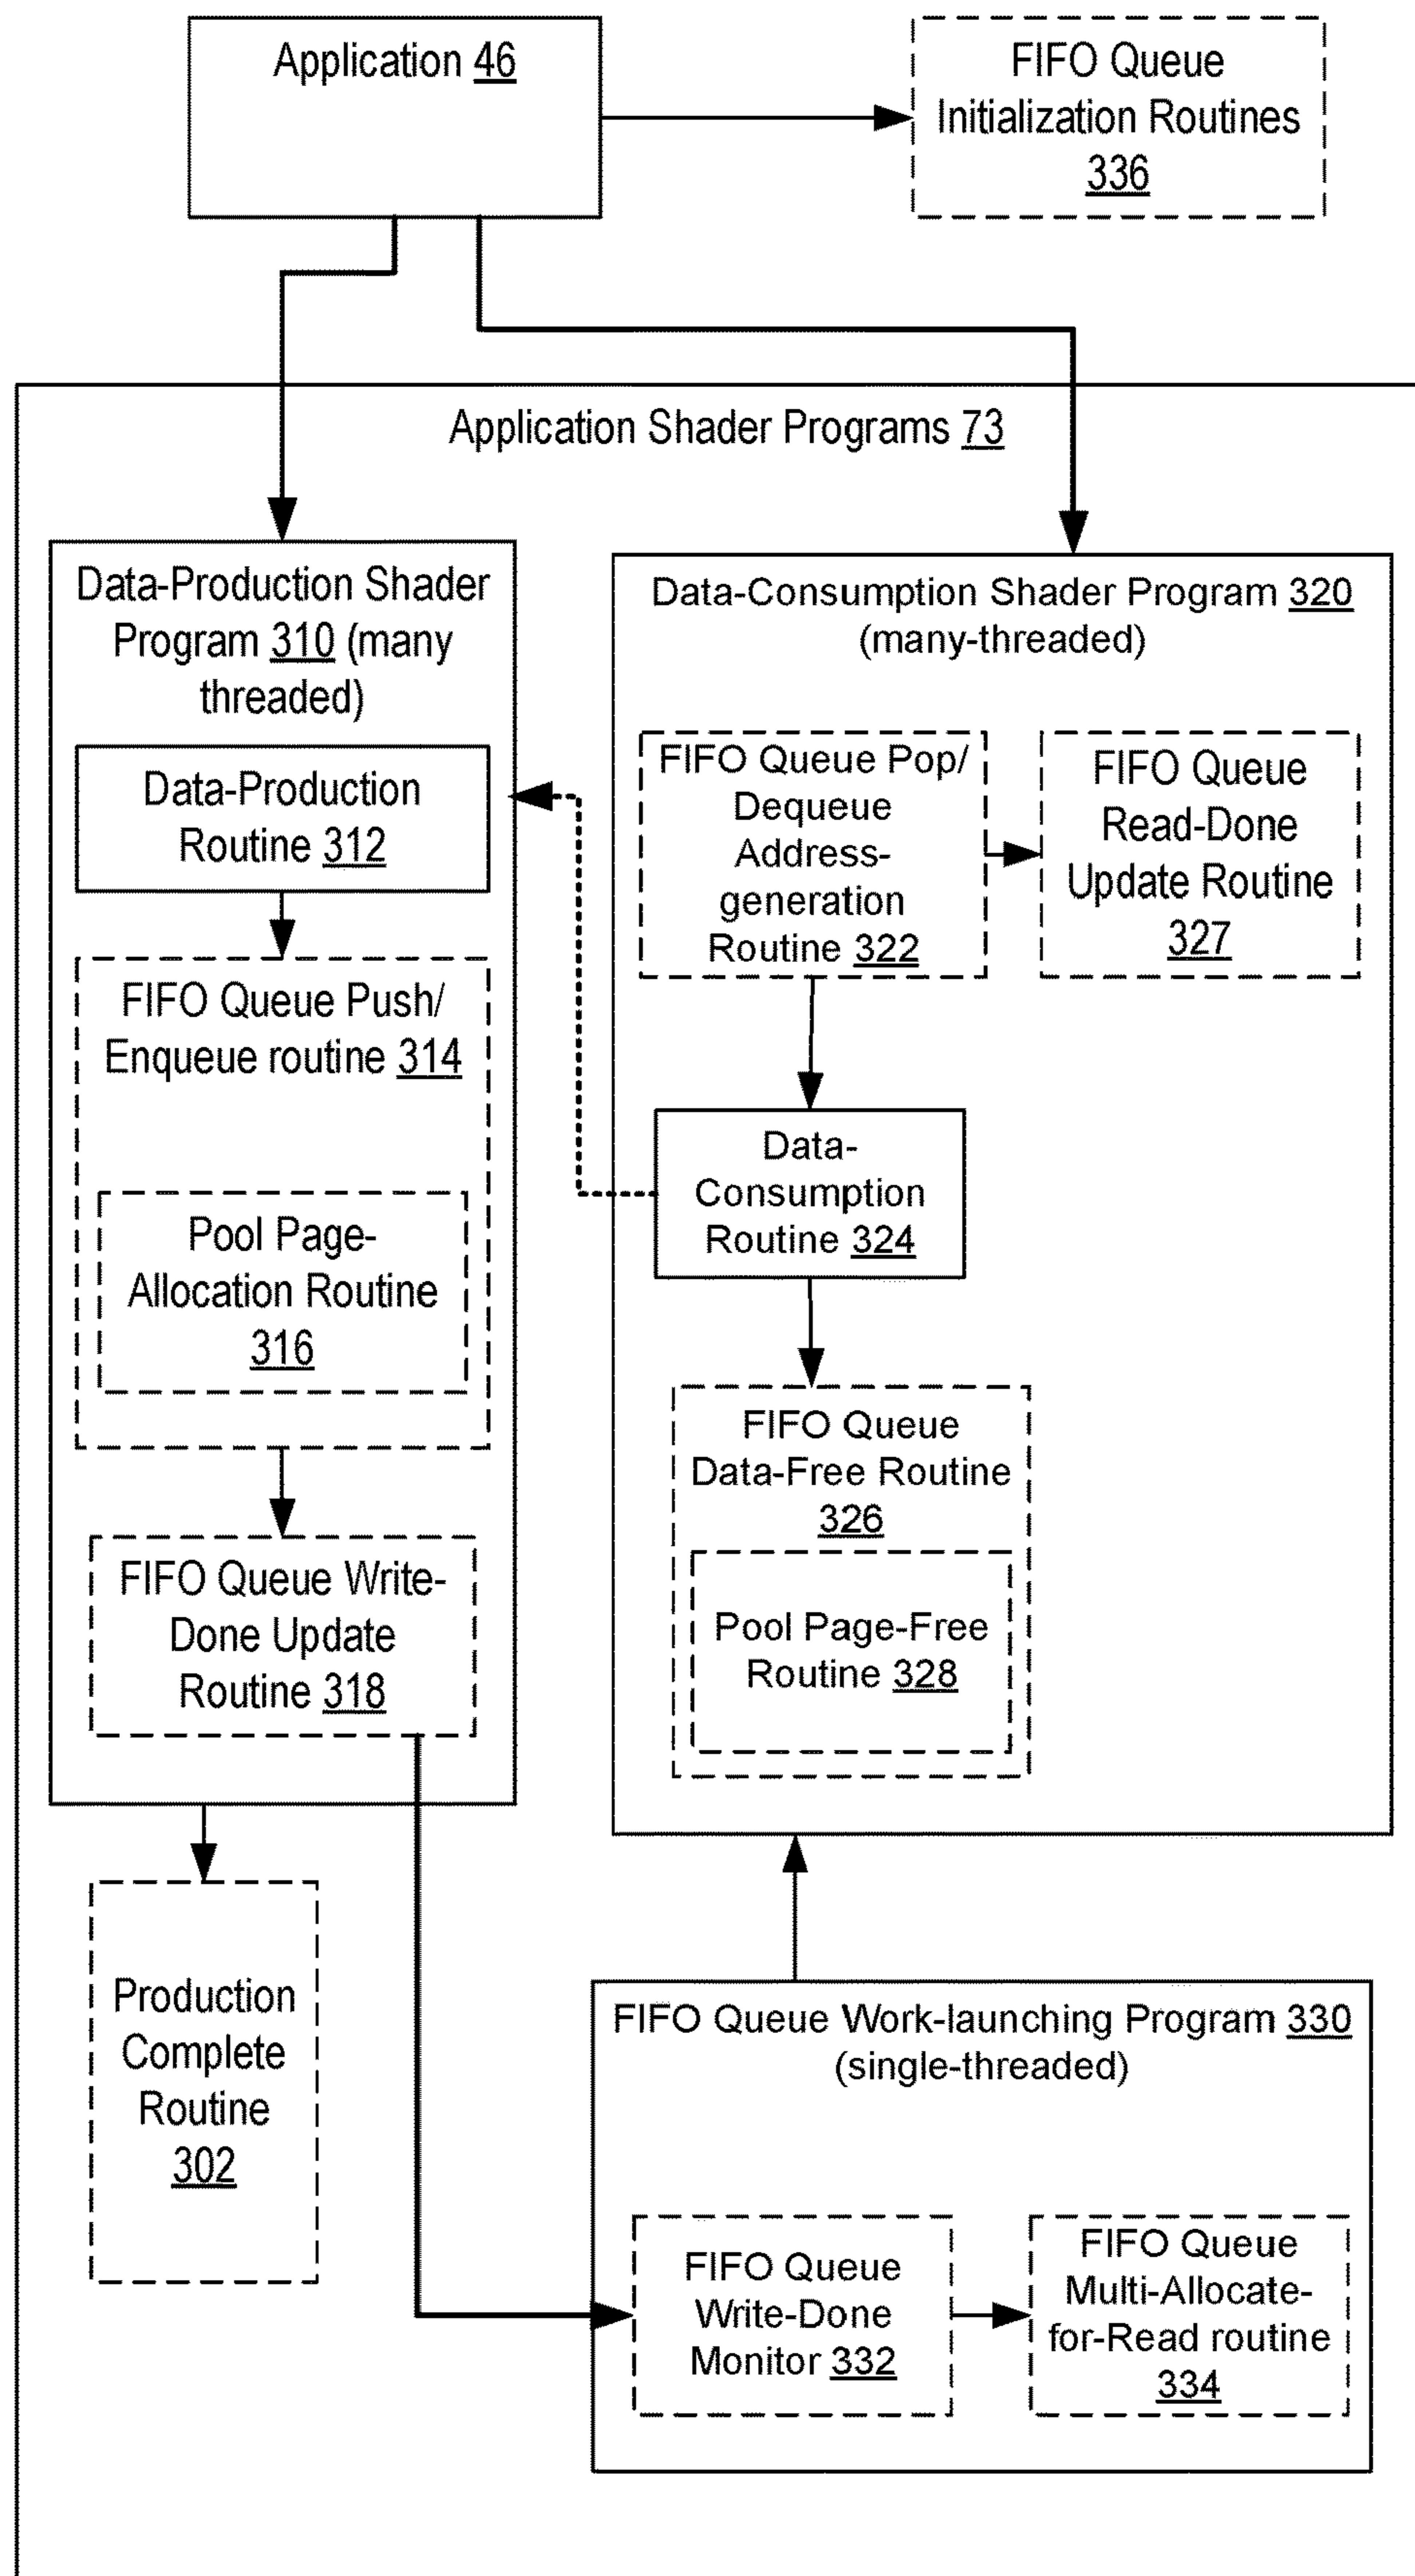 Application 46
FIFO Queue
Initialization Routines
336
Application Shader Programs 73
Data-Production Shader
Program 310 (many
threaded)
Data-Production
Routine 312
FIFO Queue Push/
Enqueue routine 314
Pool Page-
Allocation Routine
316
FIFO Queue Write-
Done Update
Routine 318
Production
Complete
Routine
302
Data-Consumption Shader Program 320
(many-threaded)
FIFO Queue Pop/
Dequeue
Address-
generation
Routine 322
FIFO Queue
Read-Done
Update Routine
327
Data-
Consumption
Routine 324
FIFO Queue
Data-Free Routine
326
Pool Page-Free
Routine 328
FIFO Queue Work-launching Program 330
(single-threaded)
FIFO Queue
Write-Done
Monitor 332
FIFO Queue
Multi-Allocate-
for-Read routine
334